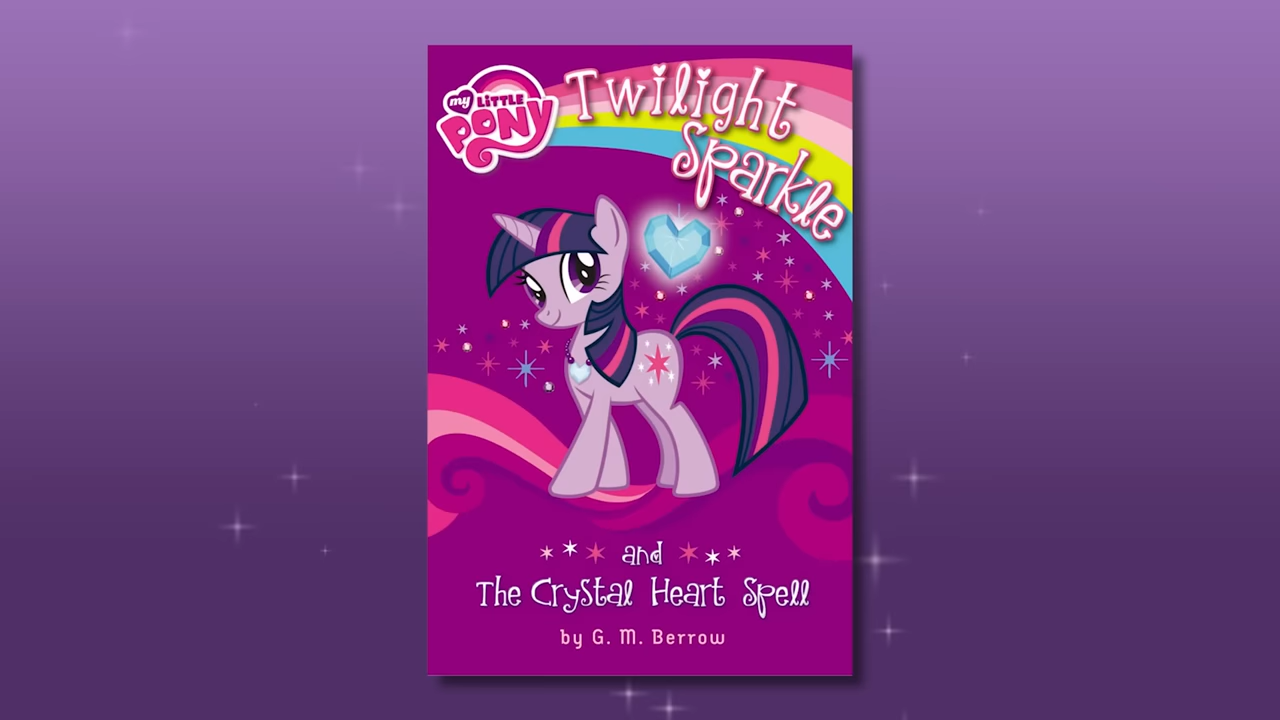 my LITTLE
PONY
Twilight
Sparkle
and
The Crystal Heart Spell
by G. M. Berrow